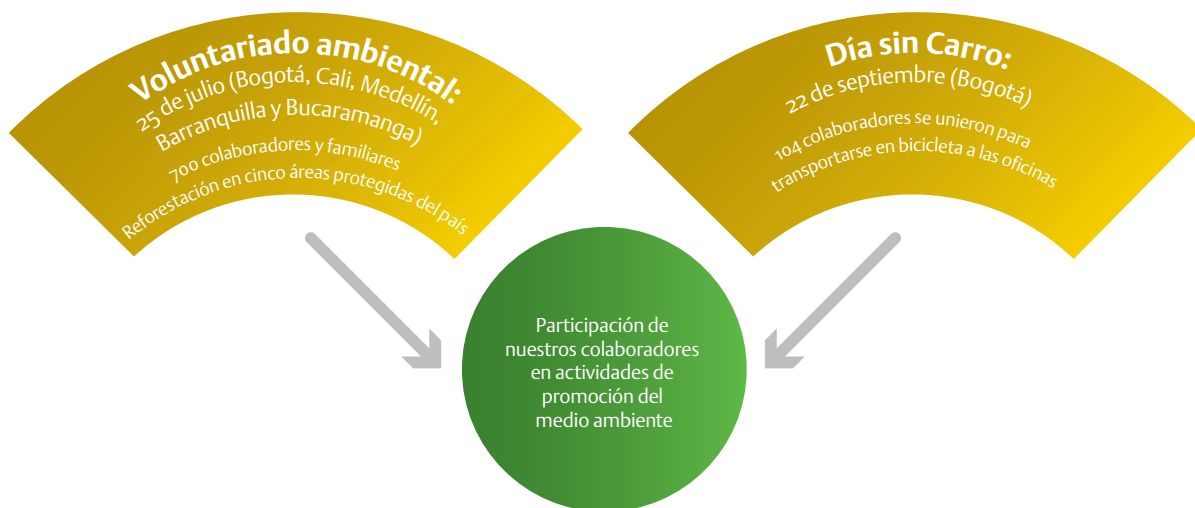 Voluntariado ambiental:
25 de julio (Bogotá, Cali, Medellín,
Barranquilla y Bucaramanga)
700 colaboradores y familiares
Reforestación en cinco áreas protegidas del país
Día sin Carro:
22 de septiembre (Bogotá)
104 colaboradores se unieron para
transportarse en bicicleta a las oficinas
Participación de
nuestros colaboradores
en actividades de
promoción del
medio ambiente